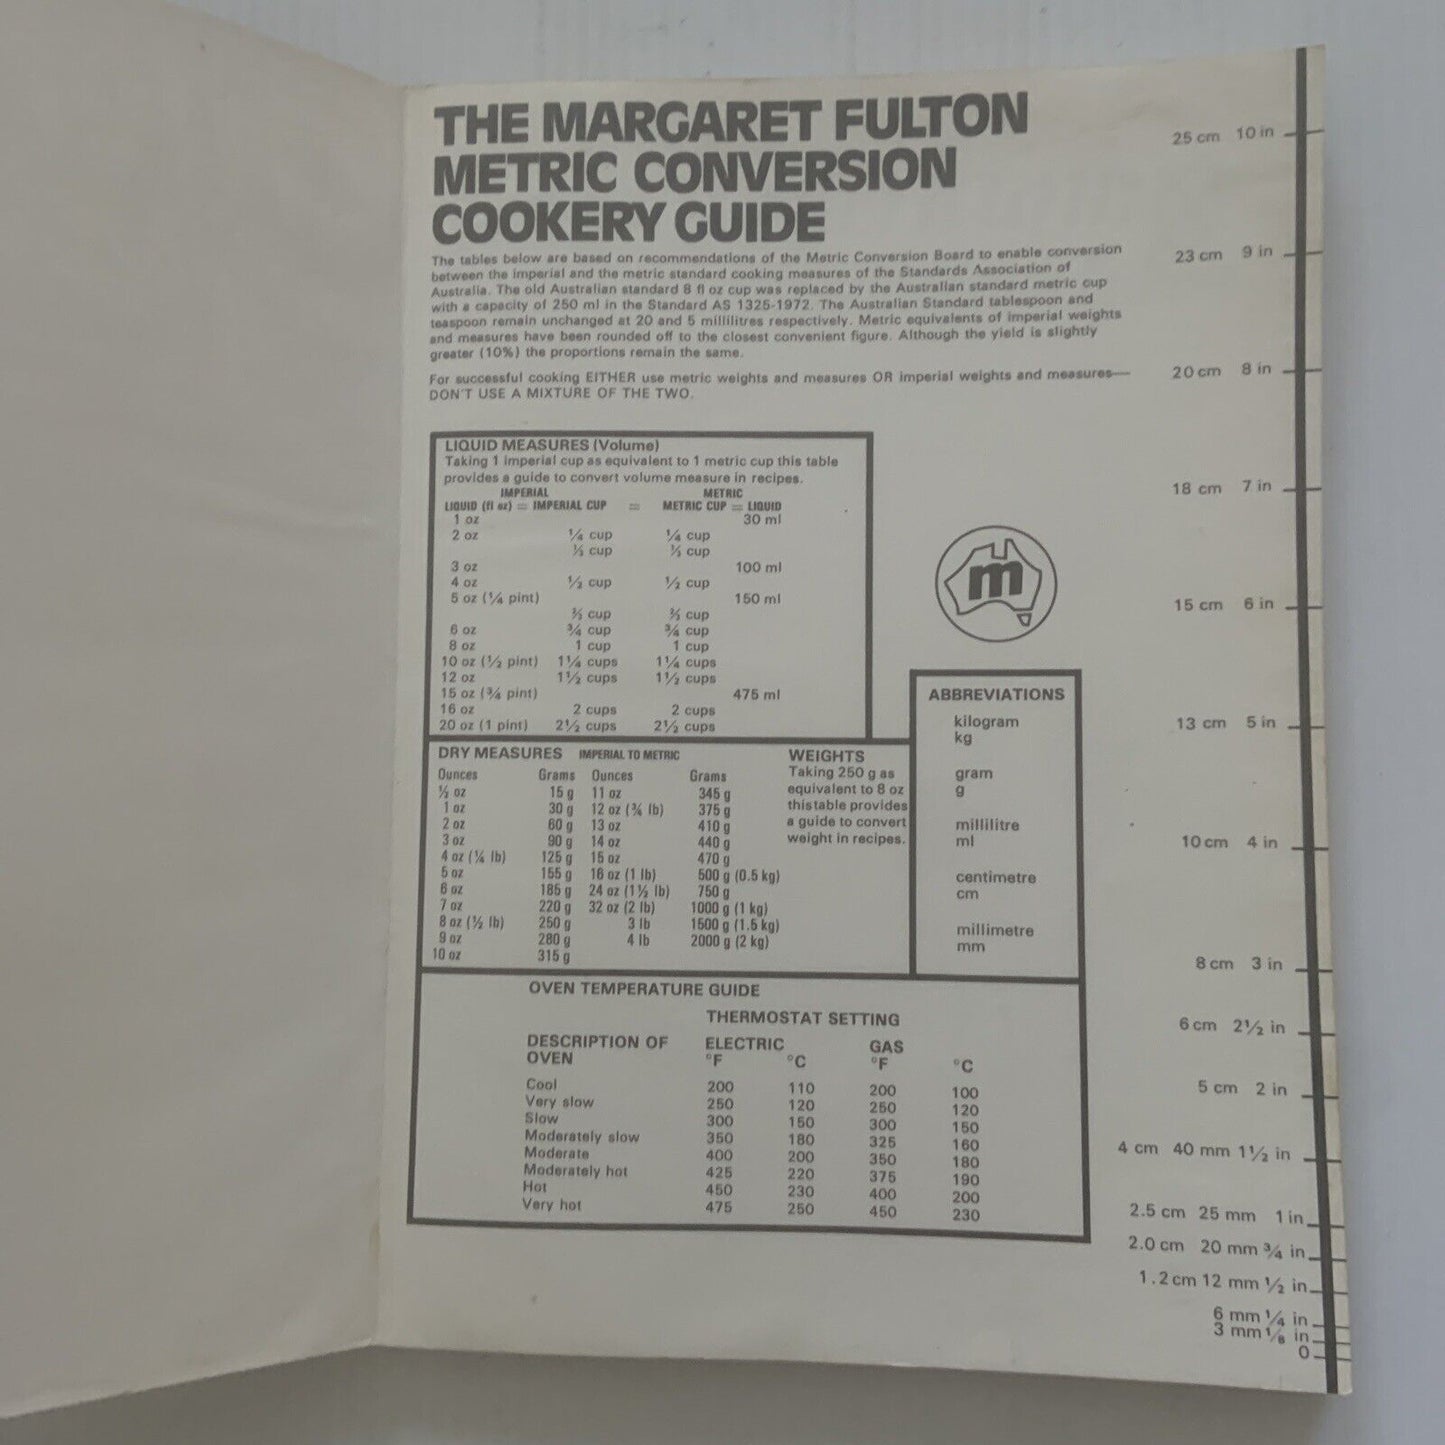 THE MARGARET FULTON
METRIC CONVERSION
COOKERY GUIDE
The tables below are based on recommendations of the Metric Conversion Board to enable conversion
between the imperial and the metric standard cooking measures of the Standards Association of
Australia. The old Australian standard 8 fl oz cup was replaced by the Australian standard metric cup
with a capacity of 250 ml in the Standard AS 1325-1972. The Australian Standard tablespoon and
teaspoon remain unchanged at 20 and 5 millilitres respectively. Metric equivalents of imperial weights
and measures have been rounded off to the closest convenient figure. Although the yield is slightly
greater (10%) the proportions remain the same.
For successful cooking EITHER use metric weights and measures OR imperial weights and measures—
DON'T USE A MIXTURE OF THE TWO.
LIQUID MEASURES (Volume)
Taking 1 imperial cup as equivalent to 1 metric cup this table
provides a guide to convert volume measure in recipes.
IMPERIAL METRIC
LIQUID (fl oz) = IMPERIAL CUP = METRIC CUP = LIQUID
1 oz 30 ml
2 oz ¼ cup ¼ cup
⅓ cup ⅓ cup
3 oz 100 ml
4 oz ½ cup ½ cup
5 oz (¼ pint) 150 ml
⅔ cup ⅔ cup
6 oz ¾ cup ¾ cup
8 oz 1 cup 1 cup
10 oz (½ pint) 1¼ cups 1¼ cups
12 oz 1½ cups 1½ cups
15 oz (¾ pint) 475 ml
16 oz 2 cups 2 cups
20 oz (1 pint) 2½ cups 2½ cups
DRY MEASURES IMPERIAL TO METRIC
Ounces Grams Ounces Grams
½ oz 15 g 11 oz 345 g
1 oz 30 g 12 oz (¾ lb) 375 g
2 oz 60 g 13 oz 410 g
3 oz 90 g 14 oz 440 g
4 oz (¼ lb) 125 g 15 oz 470 g
5 oz 155 g 16 oz (1 lb) 500 g (0.5 kg)
6 oz 185 g 24 oz (1½ lb) 750 g
7 oz 220 g 32 oz (2 lb) 1000 g (1 kg)
8 oz (½ lb) 250 g 3 lb 1500 g (1.5 kg)
9 oz 280 g 4 lb 2000 g (2 kg)
10 oz 315 g
WEIGHTS
Taking 250 g as
equivalent to 8 oz
this table provides
a guide to convert
weight in recipes.
m
ABBREVIATIONS
kilogram
kg
gram
g
millilitre
ml
centimetre
cm
millimetre
mm
OVEN TEMPERATURE GUIDE
THERMOSTAT SETTING
DESCRIPTION OF ELECTRIC GAS
OVEN °F °C °F °C
Cool 200 110 200 100
Very slow 250 120 250 120
Slow 300 150 300 150
Moderately slow 350 180 325 160
Moderate 400 200 350 180
Moderately hot 425 220 375 190
Hot 450 230 400 200
Very hot 475 250 450 230
25 cm 10 in
23 cm 9 in
20 cm 8 in
18 cm 7 in
15 cm 6 in
13 cm 5 in
10 cm 4 in
8 cm 3 in
6 cm 2½ in
5 cm 2 in
4 cm 40 mm 1½ in
2.5 cm 25 mm 1 in
2.0 cm 20 mm ¾ in
1.2 cm 12 mm ½ in
6 mm ¼ in
3 mm ⅛ in
0